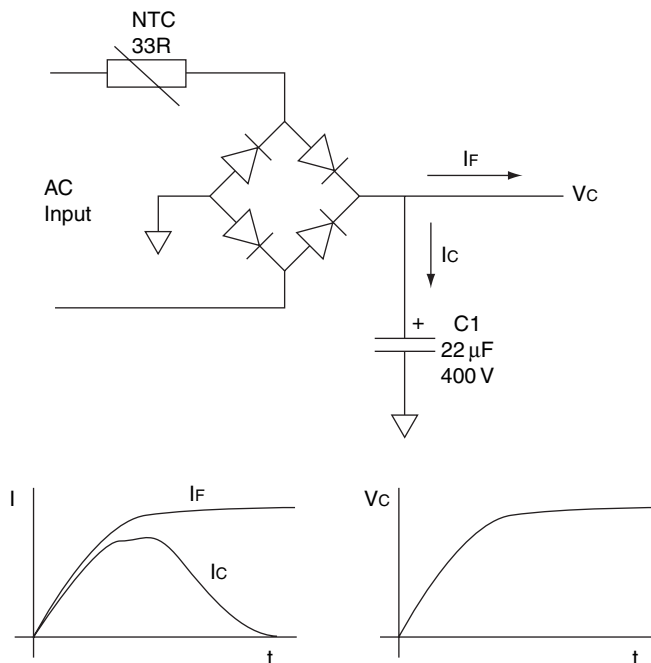 NTC
33R
AC
Input
IF
VC
IC
+
C1
22 μF
400 V
I
IF
IC
t
VC
t